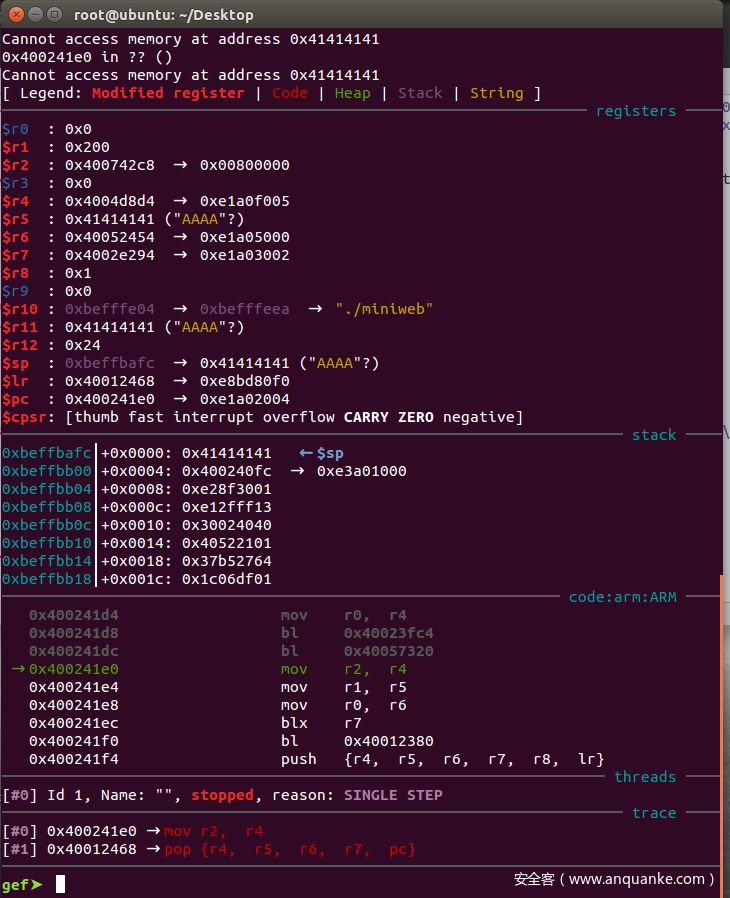 root@ubuntu: ~/Desktop
Cannot access memory at address 0x41414141
0x400241e0 in ?? ()
Cannot access memory at address 0x41414141
[ Legend: Modified register | Code | Heap | Stack | String ]
registers
$r0  : 0x0
$r1  : 0x200
$r2  : 0x400742c8  →  0x00800000
$r3  : 0x0
$r4  : 0x4004d8d4  →  0xe1a0f005
$r5  : 0x41414141 ("AAAA"?)
$r6  : 0x40052454  →  0xe1a05000
$r7  : 0x4002e294  →  0xe1a03002
$r8  : 0x1
$r9  : 0x0
$r10 : 0xbefffe04  →  0xbefffeea  →  "./miniweb"
$r11 : 0x41414141 ("AAAA"?)
$r12 : 0x24
$sp  : 0xbeffbafc  →  0x41414141 ("AAAA"?)
$lr  : 0x40012468  →  0xe8bd80f0
$pc  : 0x400241e0  →  0xe1a02004
$cpsr: [thumb fast interrupt overflow CARRY ZERO negative]
stack
0xbeffbafc│+0x0000: 0x41414141   ←$sp
0xbeffbb00│+0x0004: 0x400240fc  →  0xe3a01000
0xbeffbb04│+0x0008: 0xe28f3001
0xbeffbb08│+0x000c: 0xe12fff13
0xbeffbb0c│+0x0010: 0x30024040
0xbeffbb10│+0x0014: 0x40522101
0xbeffbb14│+0x0018: 0x37b52764
0xbeffbb18│+0x001c: 0x1c06df01
code:arm:ARM
0x400241d4                  mov    r0,  r4
0x400241d8                  bl     0x40023fc4
0x400241dc                  bl     0x40057320
→0x400241e0                  mov    r2,  r4
0x400241e4                  mov    r1,  r5
0x400241e8                  mov    r0,  r6
0x400241ec                  blx    r7
0x400241f0                  bl     0x40012380
0x400241f4                  push   {r4,  r5,  r6,  r7,  r8,  lr}
threads
[#0] Id 1, Name: "", stopped, reason: SINGLE STEP
trace
[#0] 0x400241e0 →mov r2,  r4
[#1] 0x40012468 →pop {r4,  r5,  r6,  r7,  pc}
gef➤
安全客（www.anquanke.com）